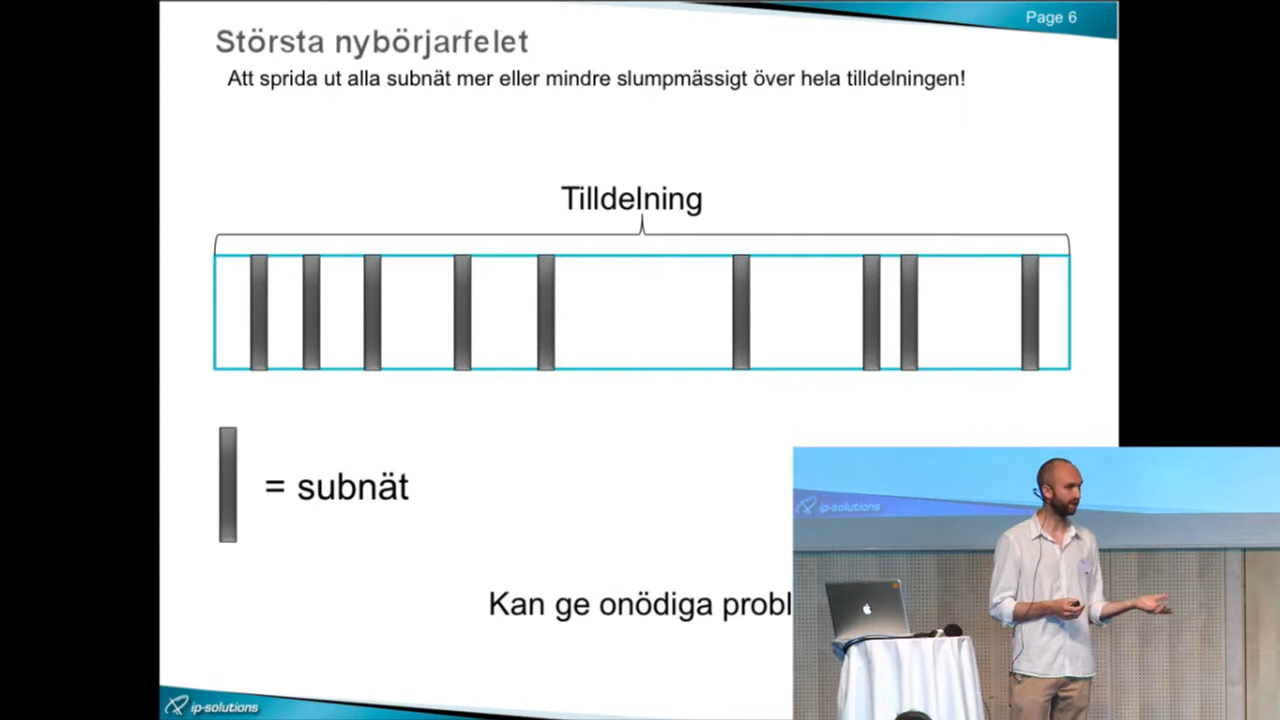 Page 6
Största nybörjarfelet
Att sprida ut alla subnät mer eller mindre slumpmässigt över hela tilldelningen!
Tilldelning
= subnät
Kan ge onödiga probl
ip-solutions
ip-solutions